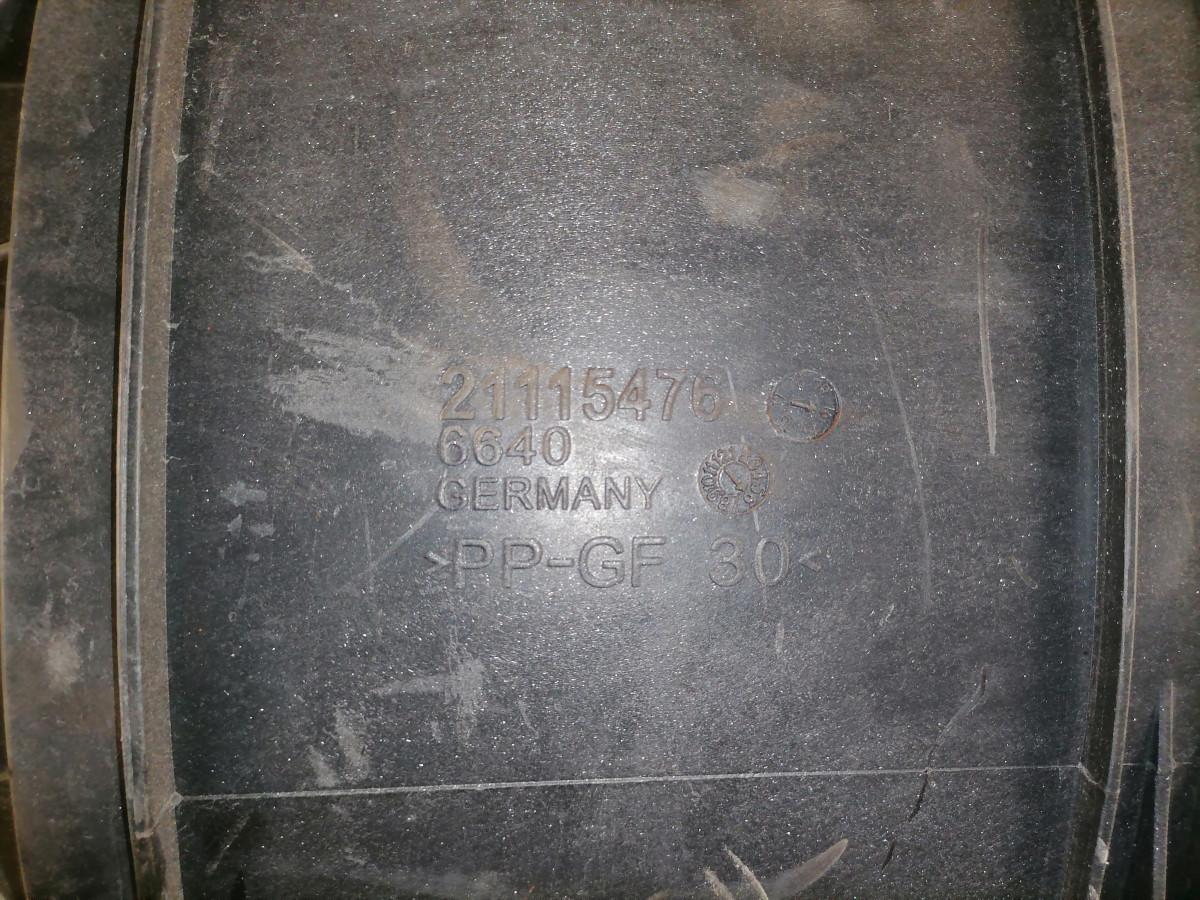 21115476
6640
GERMANY
>PP-GF 30<